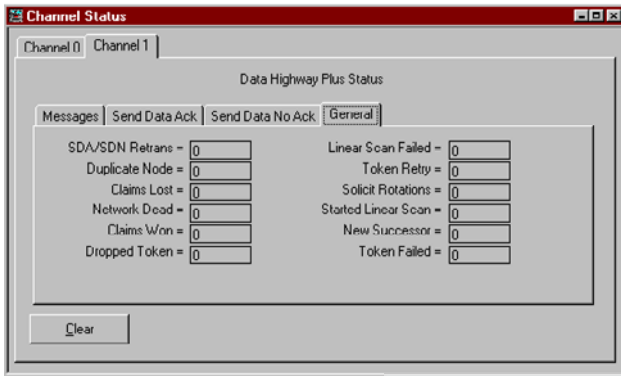 Channel Status
Channel 0 Channel 1
Data Highway Plus Status
Messages Send Data Ack Send Data No Ack General
SDA/SDN Retrans = 0 Linear Scan Failed = 0
Duplicate Node = 0 Token Retry = 0
Claims Lost = 0 Solicit Rotations = 0
Network Dead = 0 Started Linear Scan = 0
Claims Won = 0 New Successor = 0
Dropped Token = 0 Token Failed = 0
Clear